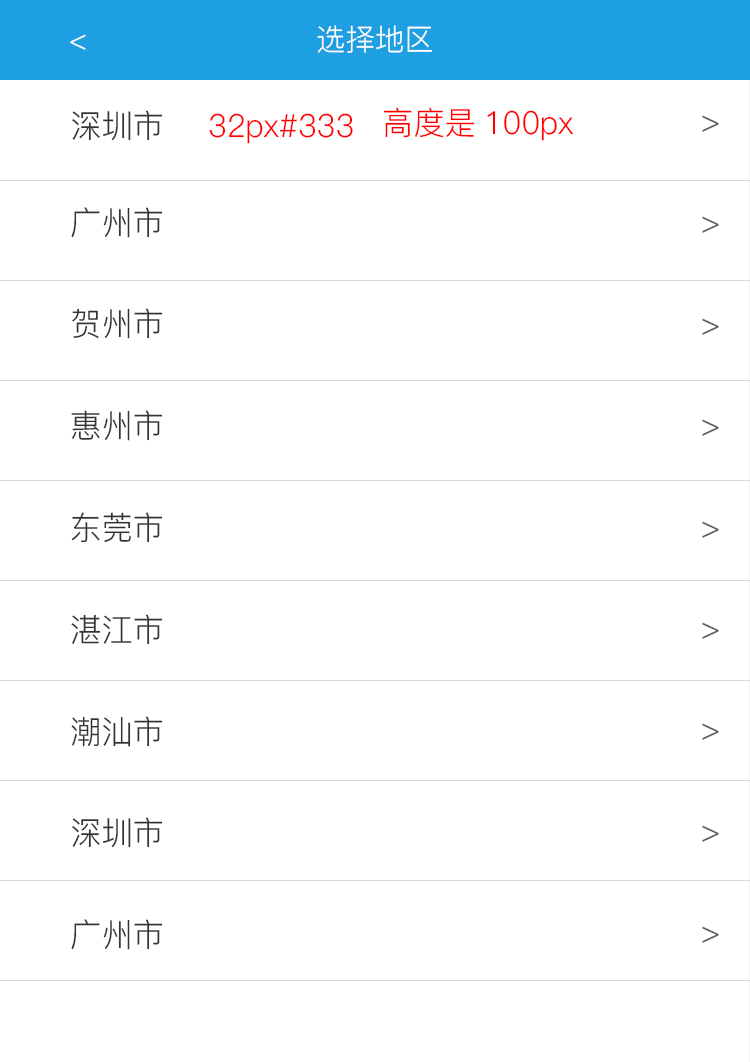 < 选择地区
深圳市 32px#333 高度是 100px >
广州市 >
贺州市 >
惠州市 >
东莞市 >
湛江市 >
潮汕市 >
深圳市 >
广州市 >